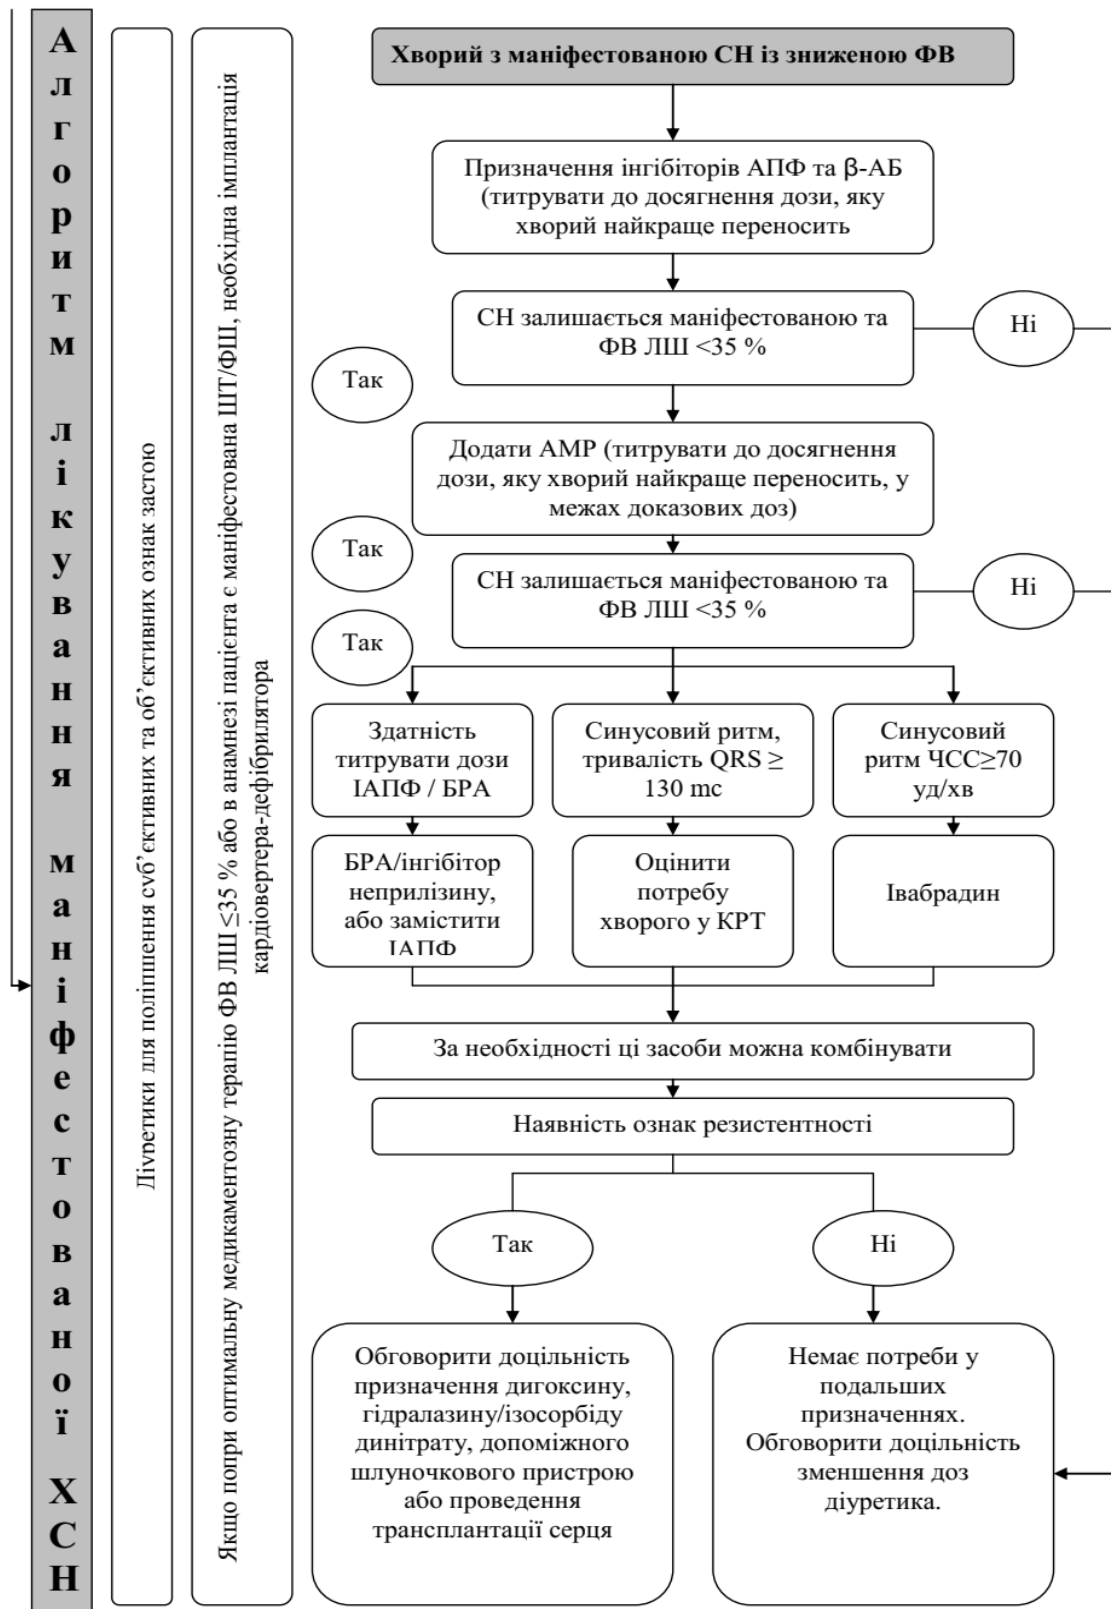 Алгоритм лікування маніфестованої ХСН
Діуретики для поліпшення суб’єктивних та об’єктивних ознак застою
Якщо попри оптимальну медикаментозну терапію ФВ ЛШ ≤35 % або в анамнезі пацієнта є маніфестована ШТ/ФШ, необхідна імплантація
кардіовертера-дефібрилятора
Хворий з маніфестованою СН із зниженою ФВ
Призначення інгібіторів АПФ та β-АБ
(титрувати до досягнення дози, яку
хворий найкраще переносить
СН залишається маніфестованою та
ФВ ЛШ <35 %
Ні
Так
Додати АМР (титрувати до досягнення
дози, яку хворий найкраще переносить, у
межах доказових доз)
Так
СН залишається маніфестованою та
ФВ ЛШ <35 %
Ні
Так
Здатність
титрувати дози
ІАПФ / БРА
Синусовий ритм,
тривалість QRS ≥
130 mc
Синусовий
ритм ЧСС≥70
уд/хв
БРА/інгібітор
неприлізину,
або замістити
ІАПФ
Оцінити
потребу
хворого у КРТ
Івабрадин
За необхідності ці засоби можна комбінувати
Наявність ознак резистентності
Так
Ні
Обговорити доцільність
призначення дигоксину,
гідралазину/ізосорбіду
динітрату, допоміжного
шлуночкового пристрою
або проведення
трансплантації серця
Немає потреби у
подальших
призначеннях.
Обговорити доцільність
зменшення доз
діуретика.